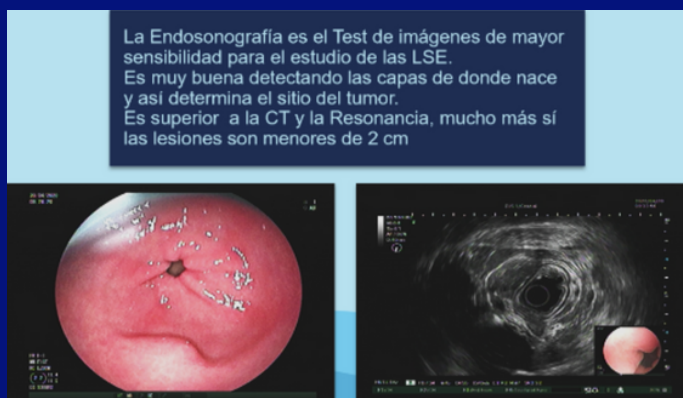 La Endosonografía es el Test de imágenes de mayor
sensibilidad para el estudio de las LSE.
Es muy buena detectando las capas de donde nace
y así determina el sitio del tumor.
Es superior a la CT y la Resonancia, mucho más sí
las lesiones son menores de 2 cm